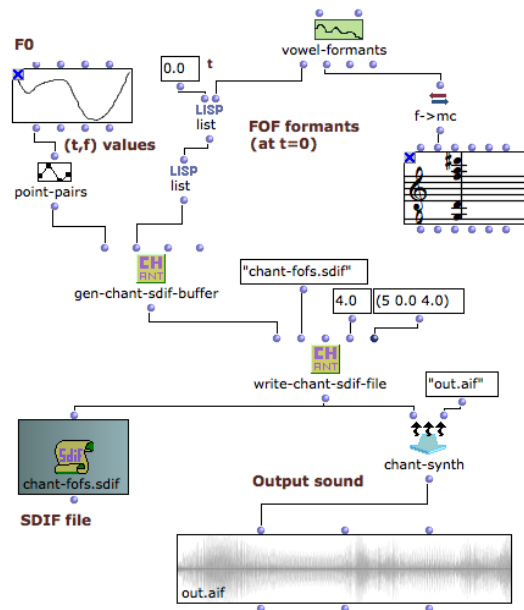 vowel-formants
F0
0.0
t
LISP
list
FOF formants
(at t=0)
f->mc
(t,f) values
point-pairs
LISP
list
CH
ANT
gen-chant-sdif-buffer
"chant-fofs.sdif"
4.0
(5 0.0 4.0)
CH
ANT
write-chant-sdif-file
"out.aif"
Sdif
chant-fofs.sdif
chant-synth
SDIF file
Output sound
out.aif